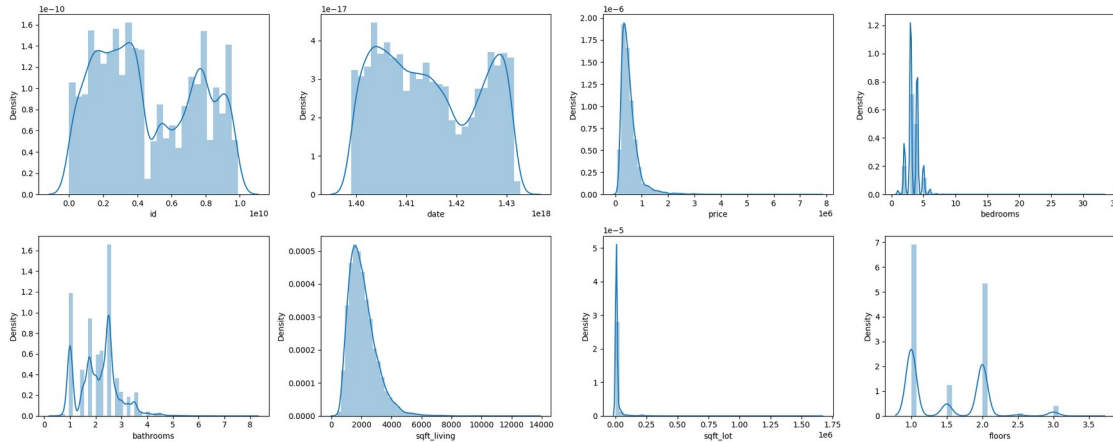 1e−10
1.6
1.4
1.2
1.0
0.8
0.6
0.4
0.2
0.0
Density
0.0 0.2 0.4 0.6 0.8 1.0
1e10
id
1e−17
4
3
2
1
0
Density
1.40 1.41 1.42 1.43
1e18
date
1e−6
2.00
1.75
1.50
1.25
1.00
0.75
0.50
0.25
0.00
Density
0 1 2 3 4 5 6 7 8
1e6
price
1.2
1.0
0.8
0.6
0.4
0.2
0.0
Density
0 5 10 15 20 25 30
bedrooms
1.6
1.4
1.2
1.0
0.8
0.6
0.4
0.2
0.0
Density
0 1 2 3 4 5 6 7 8
bathrooms
0.0005
0.0004
0.0003
0.0002
0.0001
0.0000
Density
0 2000 4000 6000 8000 10000 12000 14000
sqft_living
1e−5
5
4
3
2
1
0
Density
0.00 0.25 0.50 0.75 1.00 1.25 1.50 1.75
1e6
sqft_lot
7
6
5
4
3
2
1
0
Density
1.0 1.5 2.0 2.5 3.0 3.5
floors